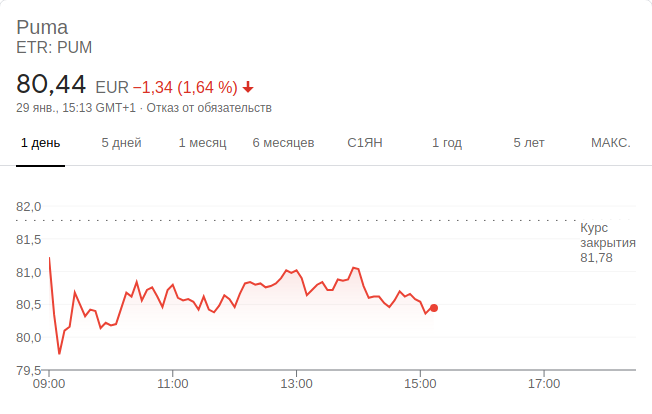 Puma
ETR: PUM
80,44 EUR −1,34 (1,64 %)
29 янв., 15:13 GMT+1 · Отказ от обязательств
1 день 5 дней 1 месяц 6 месяцев С1ЯН 1 год 5 лет МАКС.
82,0
Курс
закрытия
81,78
81,5
81,0
80,5
80,0
79,5
09:00 11:00 13:00 15:00 17:00